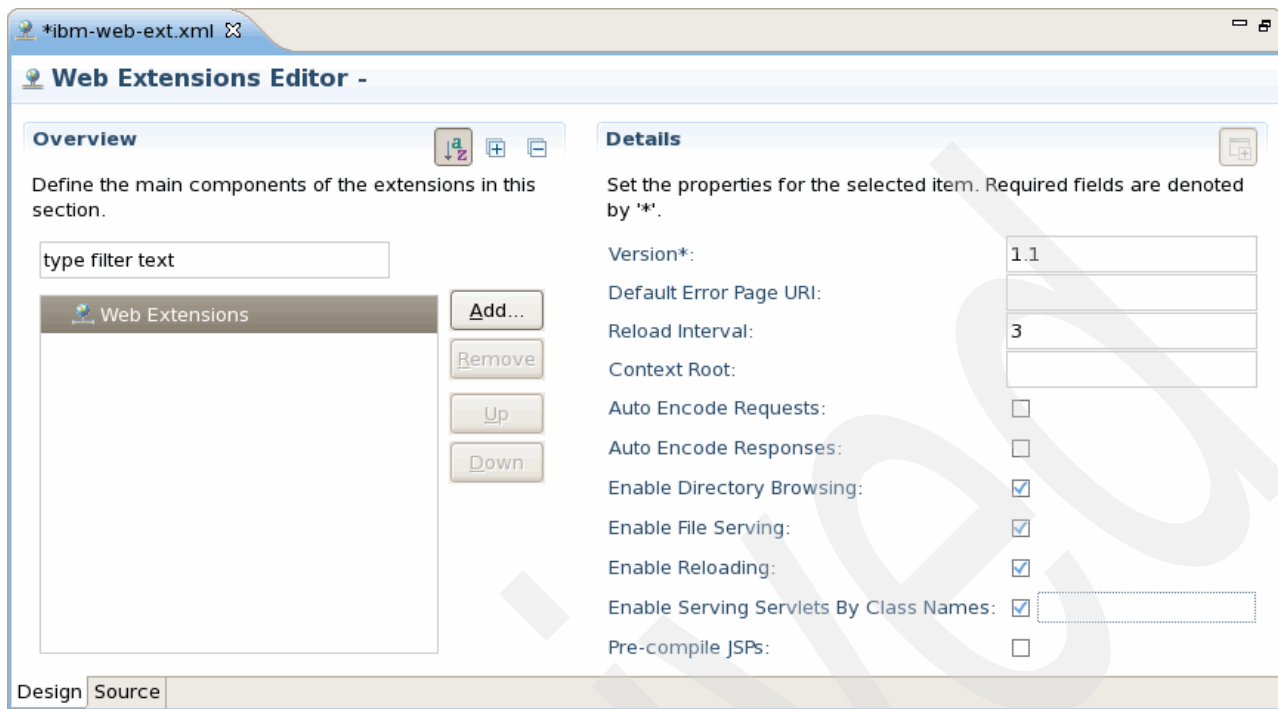 *ibm-web-ext.xml
Web Extensions Editor -
Overview
Define the main components of the extensions in this
section.
type filter text
Web Extensions
Add...
Remove
Up
Down
Details
Set the properties for the selected item. Required fields are denoted
by '*'.
Version*: 1.1
Default Error Page URI:
Reload Interval: 3
Context Root:
Auto Encode Requests:
Auto Encode Responses:
Enable Directory Browsing:
Enable File Serving:
Enable Reloading:
Enable Serving Servlets By Class Names:
Pre-compile JSPs:
Design Source